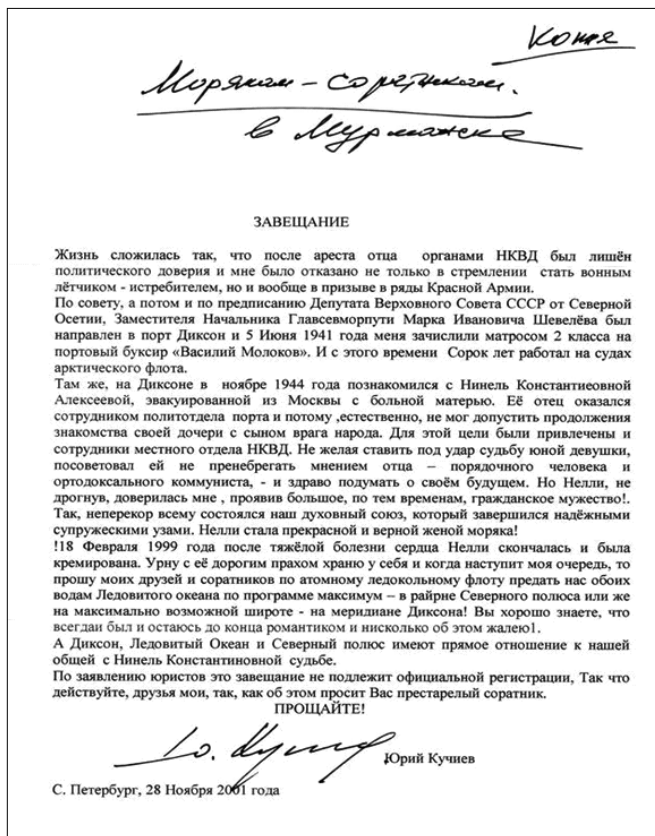 Копия
Морякам – соратникам.
в Мурманске
ЗАВЕЩАНИЕ
Жизнь сложилась так, что после ареста отца органами НКВД был лишён
политического доверия и мне было отказано не только в стремлении стать вонным
лётчиком - истребителем, но и вообще в призыве в ряды Красной Армии.
По совету, а потом и по предписанию Депутата Верховного Совета СССР от Северной
Осетии, Заместителя Начальника Главсевморпути Марка Ивановича Шевелёва был
направлен в порт Диксон и 5 Июня 1941 года меня зачислили матросом 2 класса на
портовый буксир «Василий Молоков». И с этого времени Сорок лет работал на судах
арктического флота.
Там же, на Диксоне в ноябре 1944 года познакомился с Нинель Константиеовной
Алексеевой, эвакуированной из Москвы с больной матерью. Её отец оказался
сотрудником политотдела порта и потому ,естественно, не мог допустить продолжения
знакомства своей дочери с сыном врага народа. Для этой цели были привлечены и
сотрудники местного отдела НКВД. Не желая ставить под удар судьбу юной девушки,
посоветовал ей не пренебрегать мнением отца – порядочного человека и
ортодоксального коммуниста, - и здраво подумать о своём будущем. Но Нелли, не
дрогнув, доверилась мне , проявив большое, по тем временам, гражданское мужество!.
Так, неперекор всему состоялся наш духовный союз, который завершился надёжными
супружескими узами. Нелли стала прекрасной и верной женой моряка!
!18 Февраля 1999 года после тяжёлой болезни сердца Нелли скончалась и была
кремирована. Урну с её дорогим прахом храню у себя и когда наступит моя очередь, то
прошу моих друзей и соратников по атомному ледокольному флоту предать нас обоих
водам Ледовитого океана по программе максимум – в райрне Северного полюса или же
на максимально возможной широте - на меридиане Диксона! Вы хорошо знаете, что
всегдаи был и остаюсь до конца романтиком и нисколько об этом жалею1.
А Диксон, Ледовитый Океан и Северный полюс имеют прямое отношение к нашей
общей с Нинель Константиновной судьбе.
По заявлению юристов это завещание не подлежит официальной регистрации, Так что
действуйте, друзья мои, так, как об этом просит Вас престарелый соратник.
ПРОЩАЙТЕ!
Ю. Кучиев
Юрий Кучиев
С. Петербург, 28 Ноября 2001 года